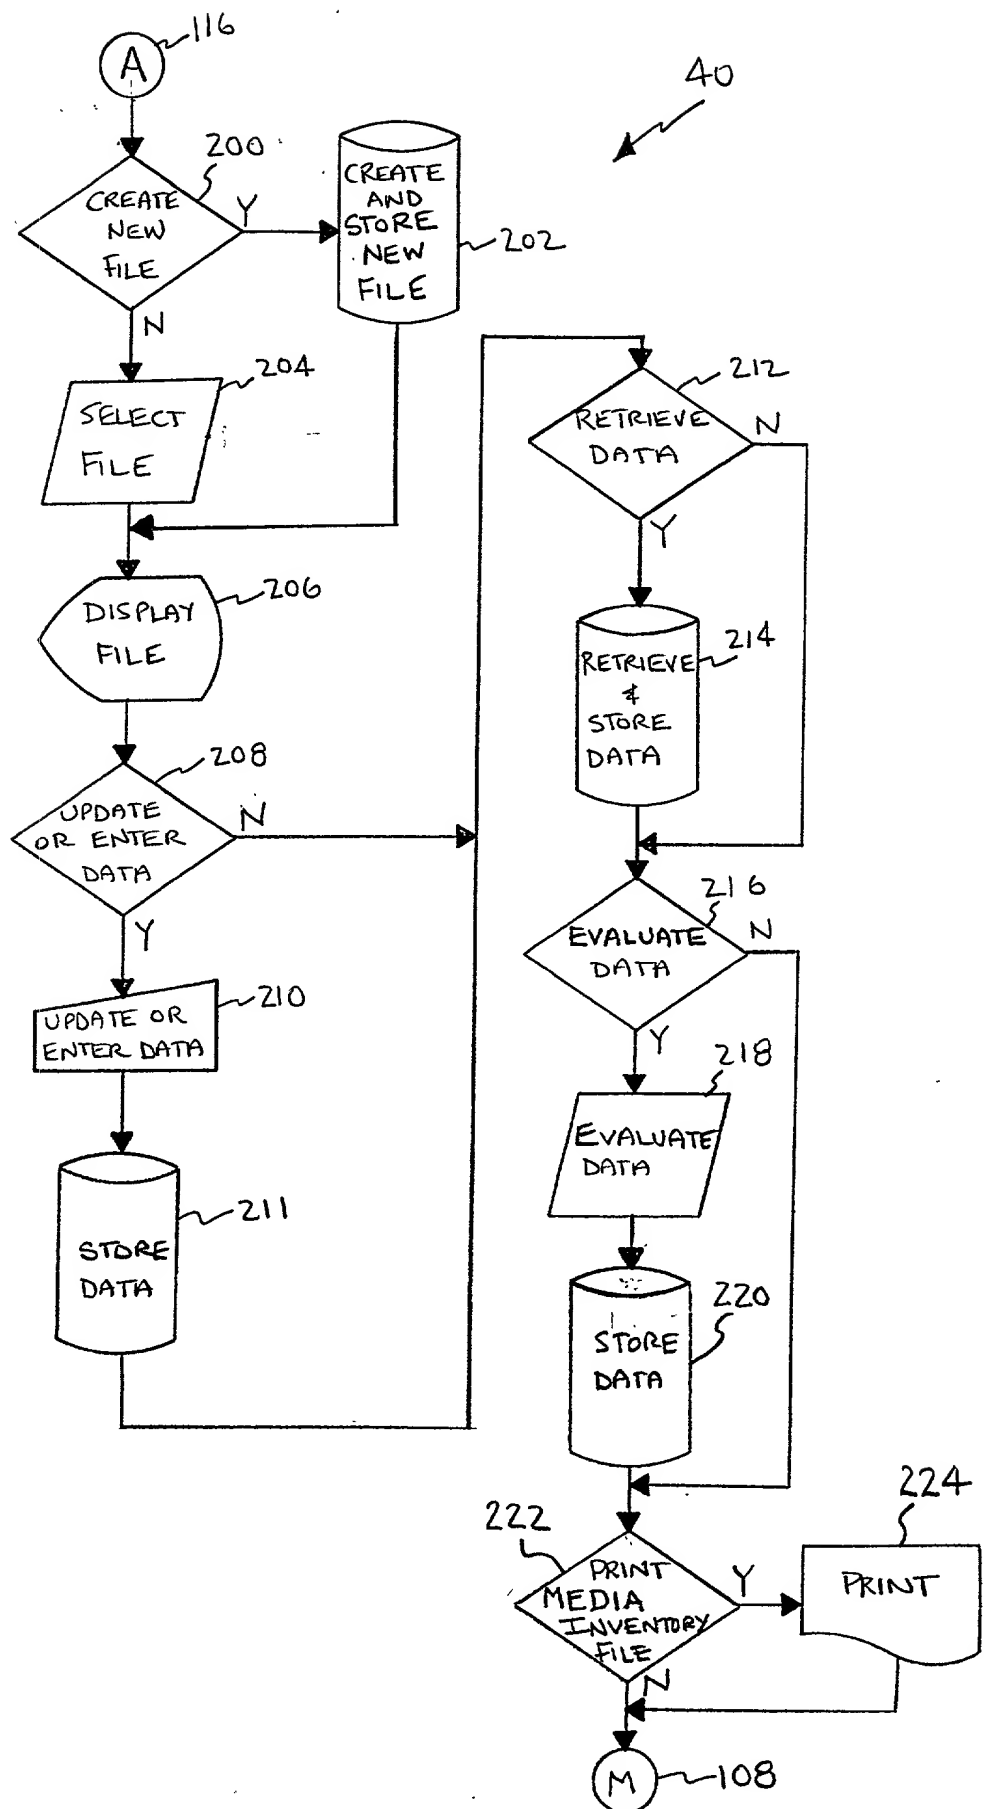 A
116
40
200
CREATE
NEW
FILE
Y
N
CREATE
AND
STORE
NEW
FILE
202
204
SELECT
FILE
206
DISPLAY
FILE
208
UPDATE
OR ENTER
DATA
N
Y
210
UPDATE OR
ENTER DATA
211
STORE
DATA
212
RETRIEVE
DATA
N
Y
214
RETRIEVE
&
STORE
DATA
216
EVALUATE
DATA
N
Y
218
EVALUATE
DATA
220
STORE
DATA
222
PRINT
MEDIA
INVENTORY
FILE
Y
N
224
PRINT
M
108